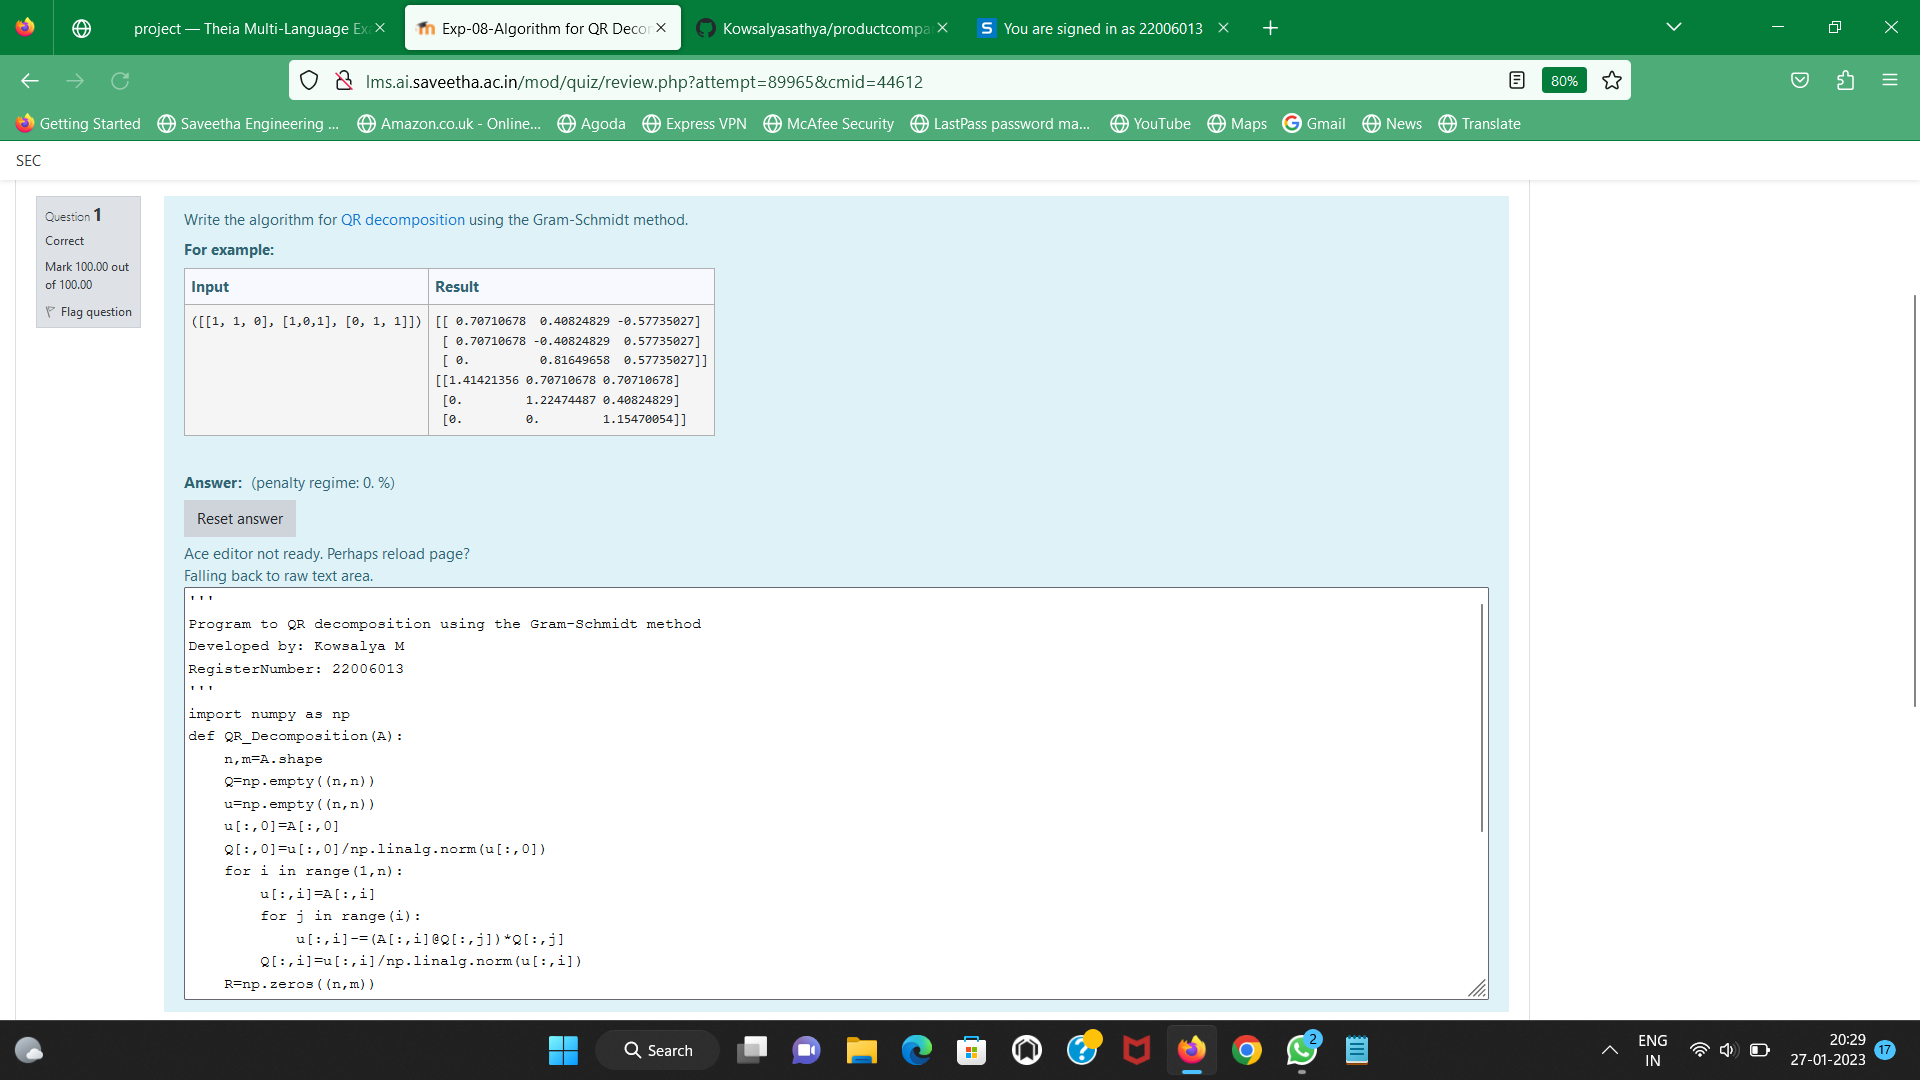 project — Theia Multi-Language Ex
Exp-08-Algorithm for QR Decor
Kowsalyasathya/productcompa
S You are signed in as 22006013
lms.ai.saveetha.ac.in/mod/quiz/review.php?attempt=89965&cmid=44612
80%
Getting Started
Saveetha Engineering ...
Amazon.co.uk - Online...
Agoda
Express VPN
McAfee Security
LastPass password ma...
YouTube
Maps
Gmail
News
Translate
SEC
Question 1
Correct
Mark 100.00 out
of 100.00
Flag question
Write the algorithm for QR decomposition using the Gram-Schmidt method.
For example:
Input Result
([[1, 1, 0], [1,0,1], [0, 1, 1]]) [[ 0.70710678  0.40824829 -0.57735027]
[ 0.70710678 -0.40824829  0.57735027]
[ 0.          0.81649658  0.57735027]]
[[1.41421356 0.70710678 0.70710678]
[0.         1.22474487 0.40824829]
[0.         0.         1.15470054]]
Answer: (penalty regime: 0. %)
Reset answer
Ace editor not ready. Perhaps reload page?
Falling back to raw text area.
'''
Program to QR decomposition using the Gram-Schmidt method
Developed by: Kowsalya M
RegisterNumber: 22006013
'''
import numpy as np
def QR_Decomposition(A):
    n,m=A.shape
    Q=np.empty((n,n))
    u=np.empty((n,n))
    u[:,0]=A[:,0]
    Q[:,0]=u[:,0]/np.linalg.norm(u[:,0])
    for i in range(1,n):
        u[:,i]=A[:,i]
        for j in range(i):
            u[:,i]-=(A[:,i]@Q[:,j])*Q[:,j]
        Q[:,i]=u[:,i]/np.linalg.norm(u[:,i])
    R=np.zeros((n,m))
Search
2
ENG
IN
20:29
27-01-2023
17